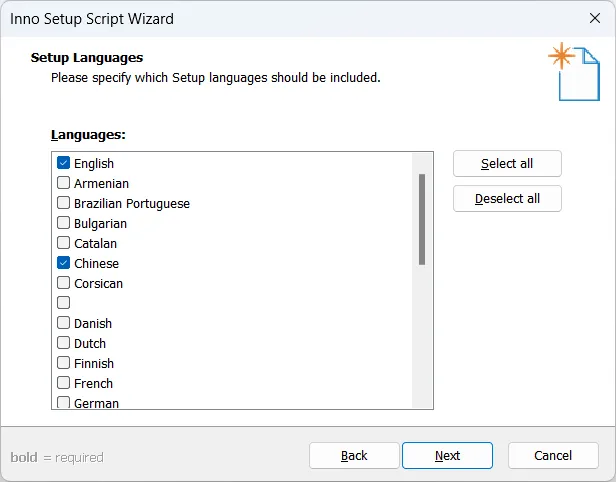 Inno Setup Script Wizard
Setup Languages
Please specify which Setup languages should be included.
Languages:
English
Armenian
Brazilian Portuguese
Bulgarian
Catalan
Chinese
Corsican
Danish
Dutch
Finnish
French
German
Select all
Deselect all
bold = required
Back
Next
Cancel